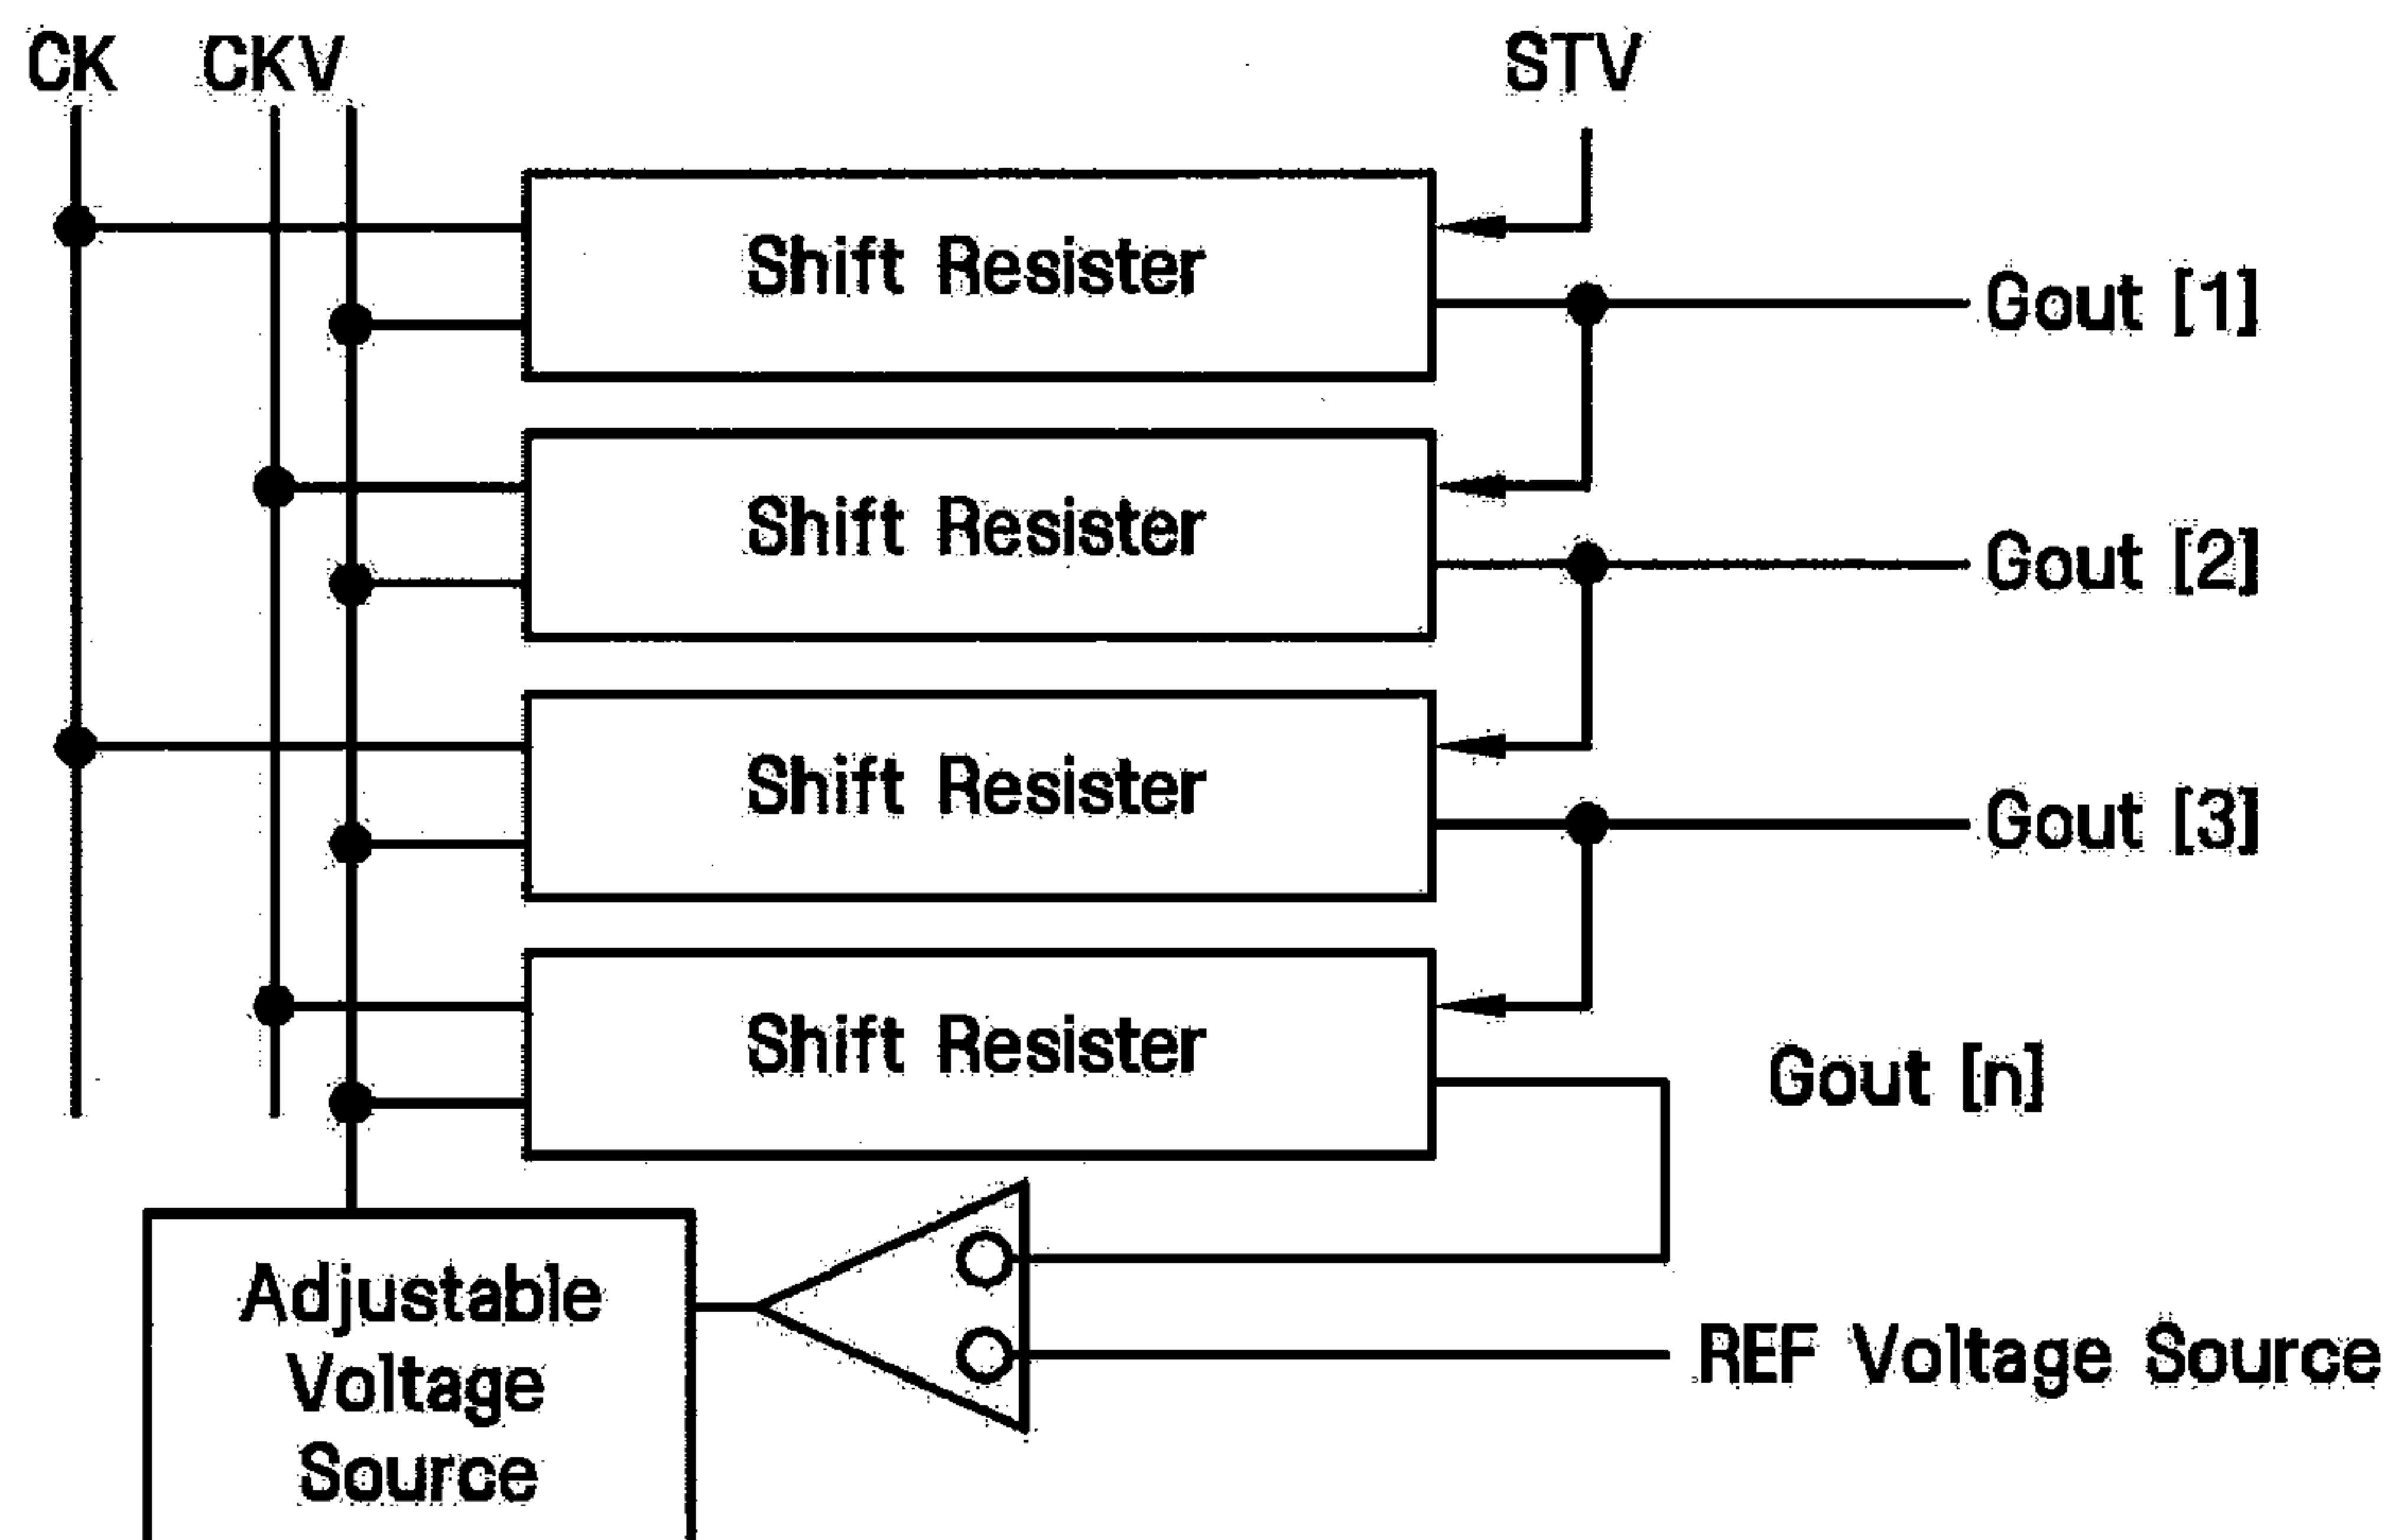 CK CKV STV
Shift Resister
Gout [1]
Shift Resister
Gout [2]
Shift Resister
Gout [3]
Shift Resister
Gout [n]
Adjustable
Voltage
Source
REF Voltage Source